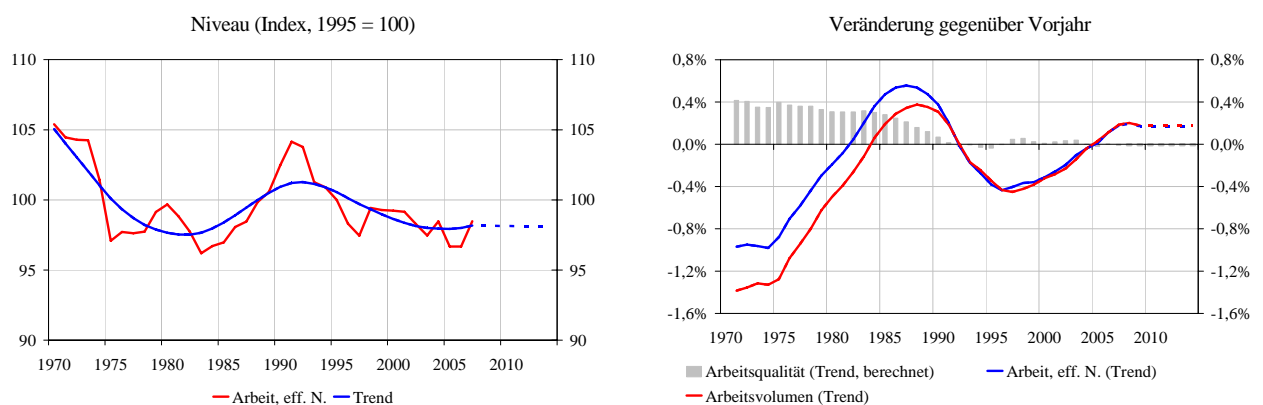 Niveau (Index, 1995 = 100)
110 110
105 105
100 100
95 95
90 90
1970 1975 1980 1985 1990 1995 2000 2005 2010
Arbeit, eff. N. Trend
Veränderung gegenüber Vorjahr
0,8% 0,8%
0,4% 0,4%
0,0% 0,0%
-0,4% -0,4%
-0,8% -0,8%
-1,2% -1,2%
-1,6% -1,6%
1970 1975 1980 1985 1990 1995 2000 2005 2010
Arbeitsqualität (Trend, berechnet) Arbeit, eff. N. (Trend)
Arbeitsvolumen (Trend)